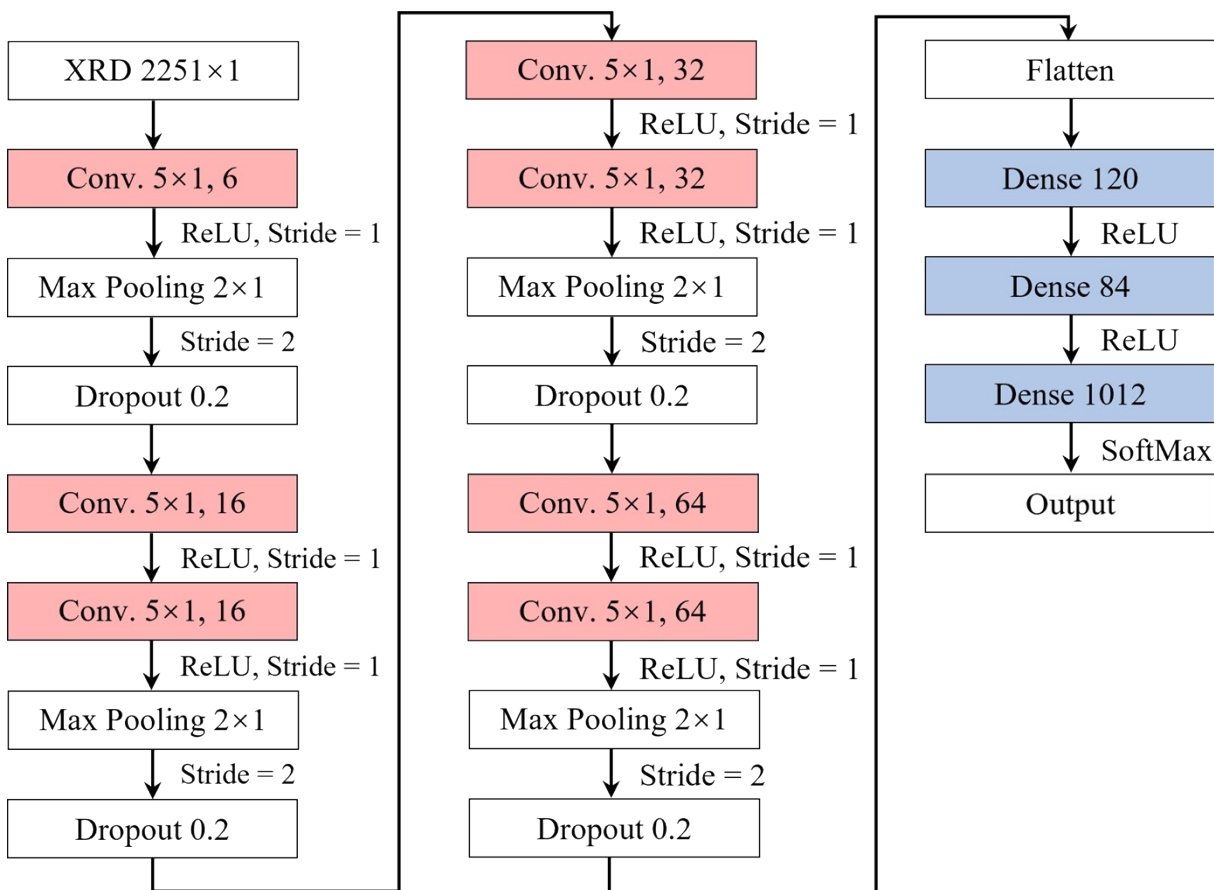 XRD 2251×1
Conv. 5×1, 6
ReLU, Stride = 1
Max Pooling 2×1
Stride = 2
Dropout 0.2
Conv. 5×1, 16
ReLU, Stride = 1
Conv. 5×1, 16
ReLU, Stride = 1
Max Pooling 2×1
Stride = 2
Dropout 0.2
Conv. 5×1, 32
ReLU, Stride = 1
Conv. 5×1, 32
ReLU, Stride = 1
Max Pooling 2×1
Stride = 2
Dropout 0.2
Conv. 5×1, 64
ReLU, Stride = 1
Conv. 5×1, 64
ReLU, Stride = 1
Max Pooling 2×1
Stride = 2
Dropout 0.2
Flatten
Dense 120
ReLU
Dense 84
ReLU
Dense 1012
SoftMax
Output